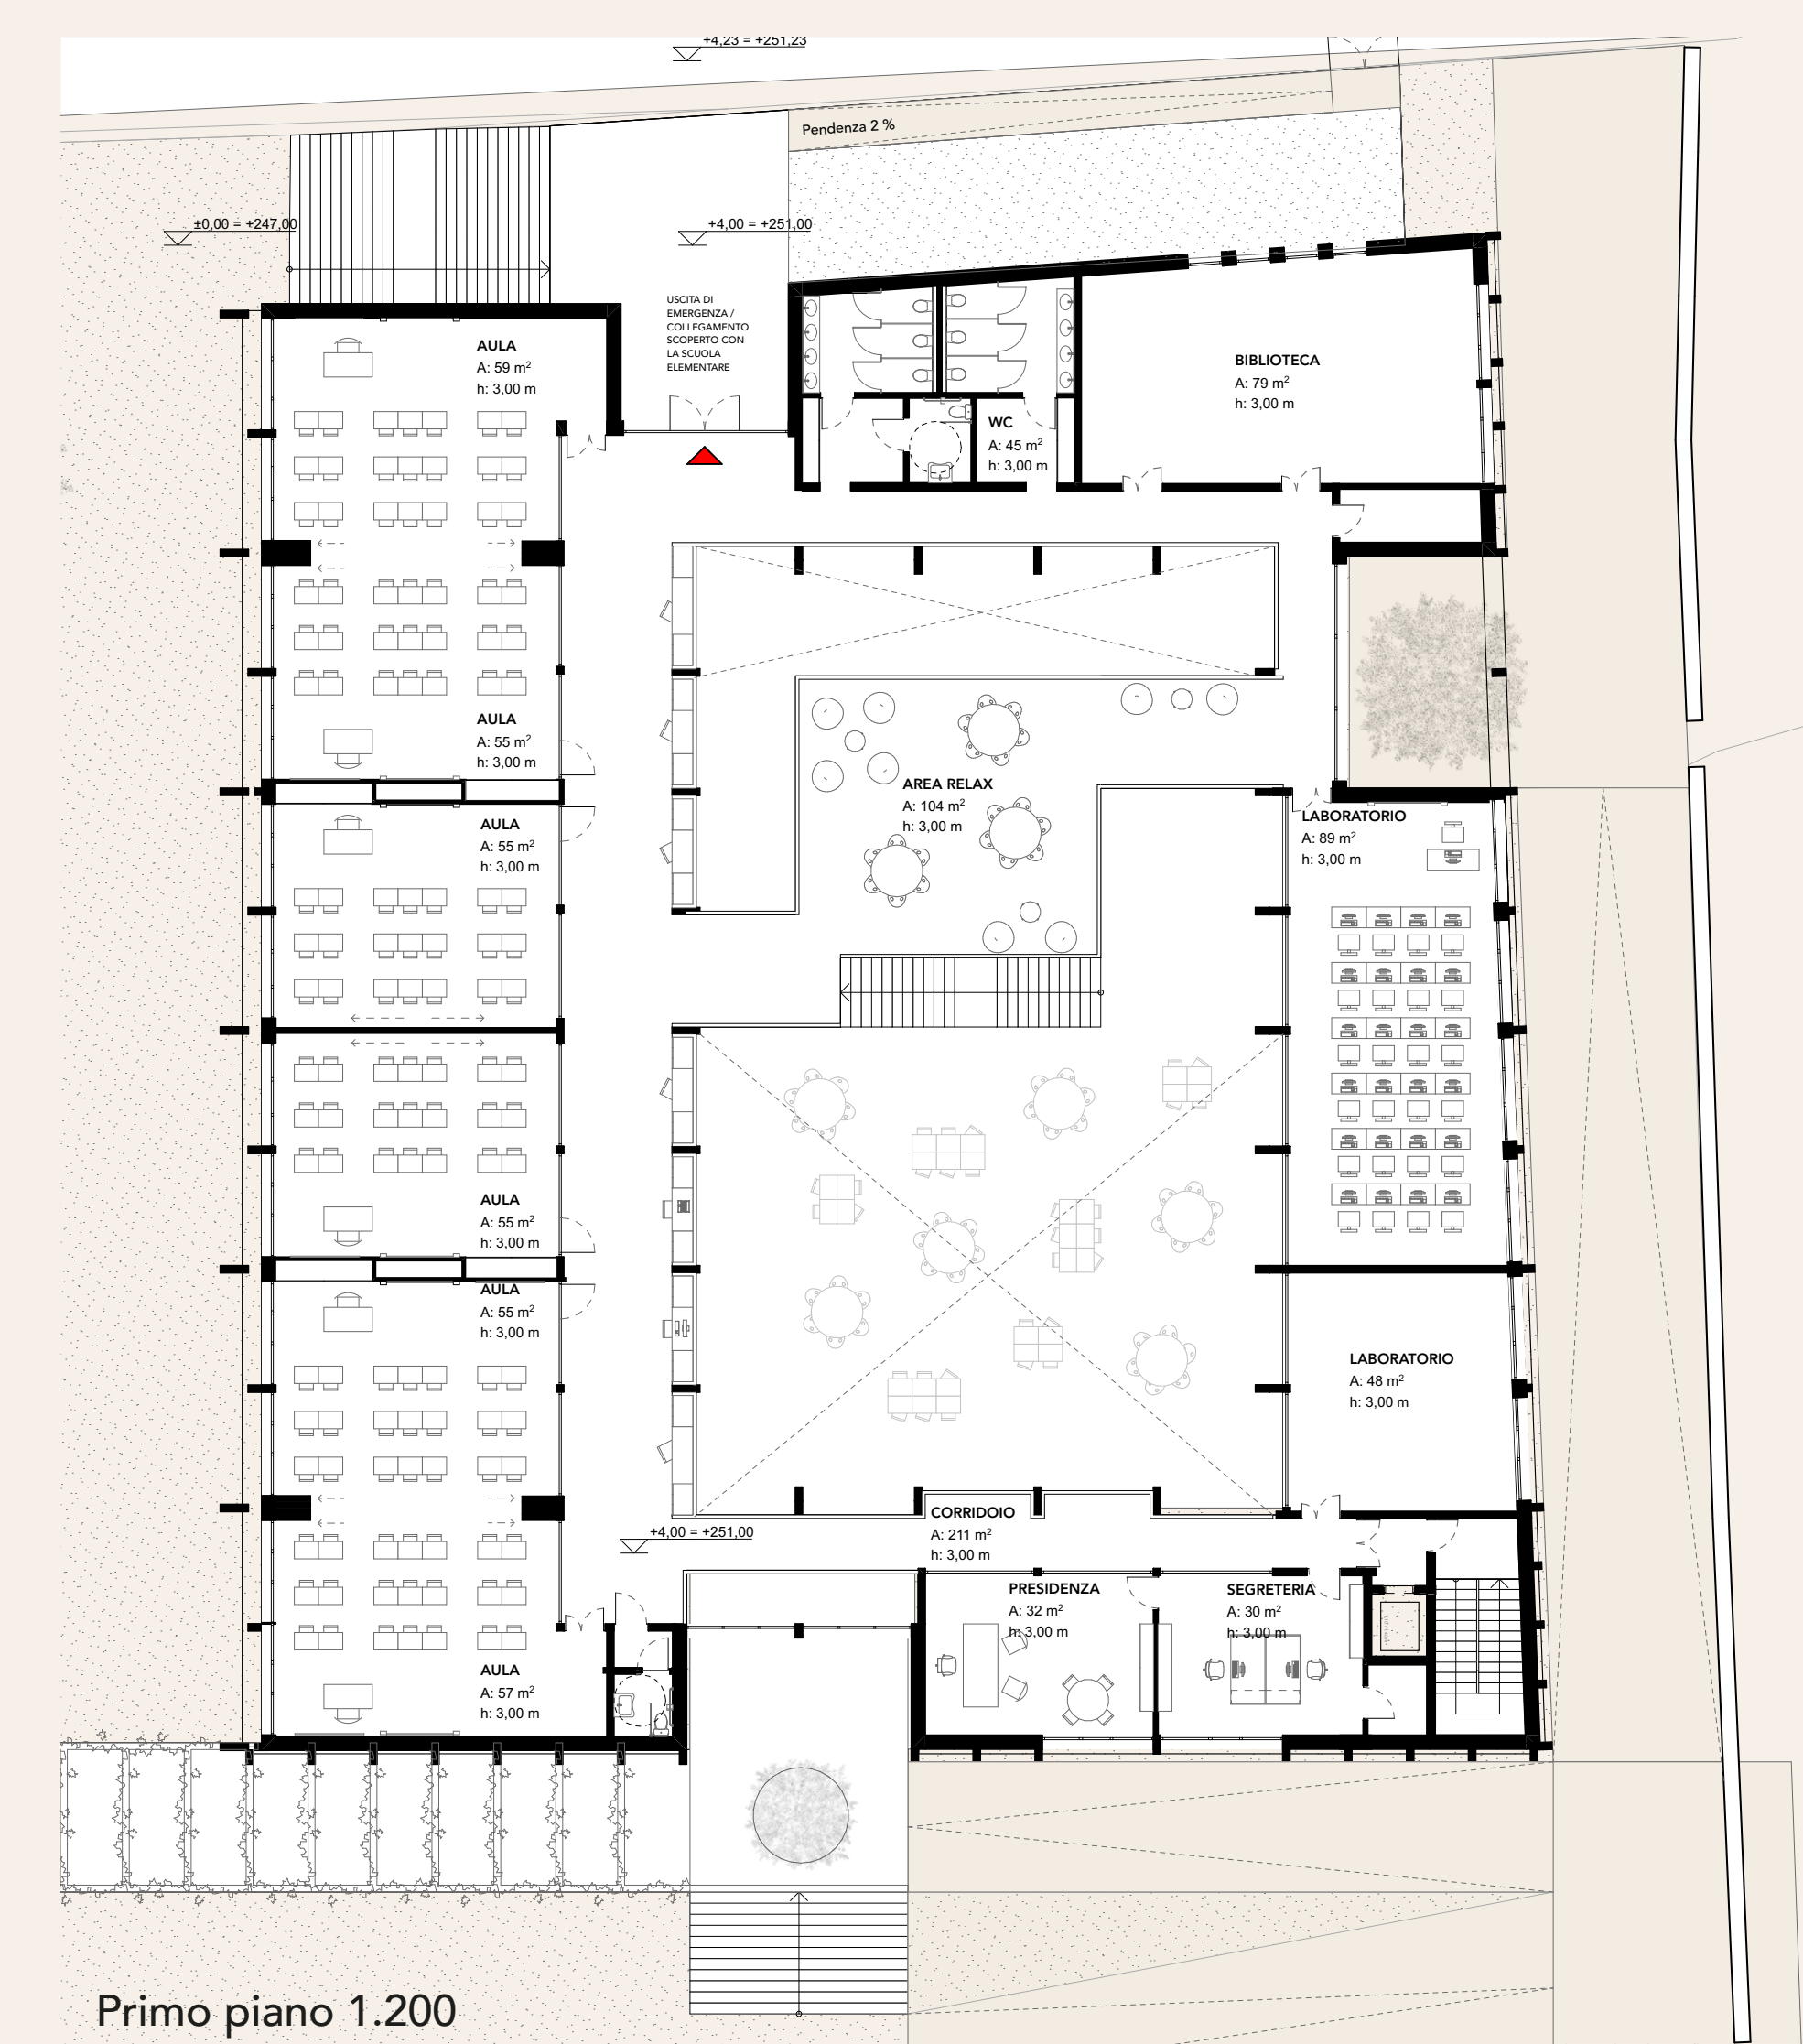 +4,23 = +251,23
Pendenza 2 %
±0,00 = +247,00
+4,00 = +251,00
USCITA DI
EMERGENZA /
COLLEGAMENTO
SCOPERTO CON
LA SCUOLA
ELEMENTARE
AULA
A: 59 m²
h: 3,00 m
BIBLIOTECA
A: 79 m²
h: 3,00 m
WC
A: 45 m²
h: 3,00 m
AULA
A: 55 m²
h: 3,00 m
AREA RELAX
A: 104 m²
h: 3,00 m
AULA
A: 55 m²
h: 3,00 m
LABORATORIO
A: 89 m²
h: 3,00 m
AULA
A: 55 m²
h: 3,00 m
AULA
A: 55 m²
h: 3,00 m
LABORATORIO
A: 48 m²
h: 3,00 m
CORRIDOIO
A: 211 m²
h: 3,00 m
+4,00 = +251,00
PRESIDENZA
A: 32 m²
h: 3,00 m
SEGRETERIA
A: 30 m²
h: 3,00 m
AULA
A: 57 m²
h: 3,00 m
Primo piano 1.200